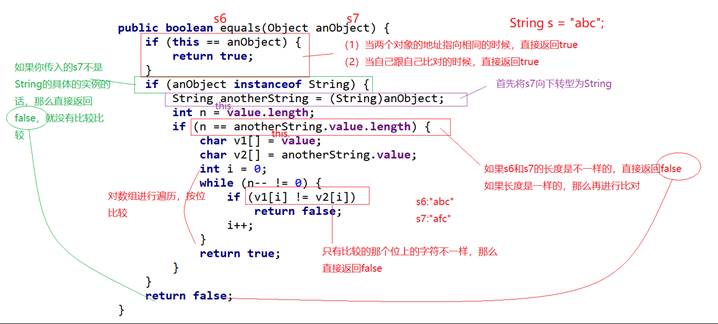 s6
s7
String s = "abc";
public boolean equals(Object anObject) {
if (this == anObject) {
return true;
}
(1) 当两个对象的地址指向相同的时候，直接返回true
(2) 当自己跟自己比对的时候，直接返回true
如果你传入的s7不是
String的具体的实例的
话，那么直接返回
false，就没有比较比
较
if (anObject instanceof String) {
String anotherString = (String)anObject;
首先将s7向下转型为String
this.
int n = value.length;
if (n == anotherString.value.length) {
this.
char v1[] = value;
char v2[] = anotherString.value;
int i = 0;
如果s6和s7的长度是不一样的，直接返回false
如果长度是一样的，那么再进行比对
while (n-- != 0) {
对数组进行遍历，按位
比较
if (v1[i] != v2[i])
return false;
i++;
}
s6:"abc"
s7:"afc"
return true;
只有比较的那个位上的字符不一样，那么
直接返回false
}
}
return false;
}